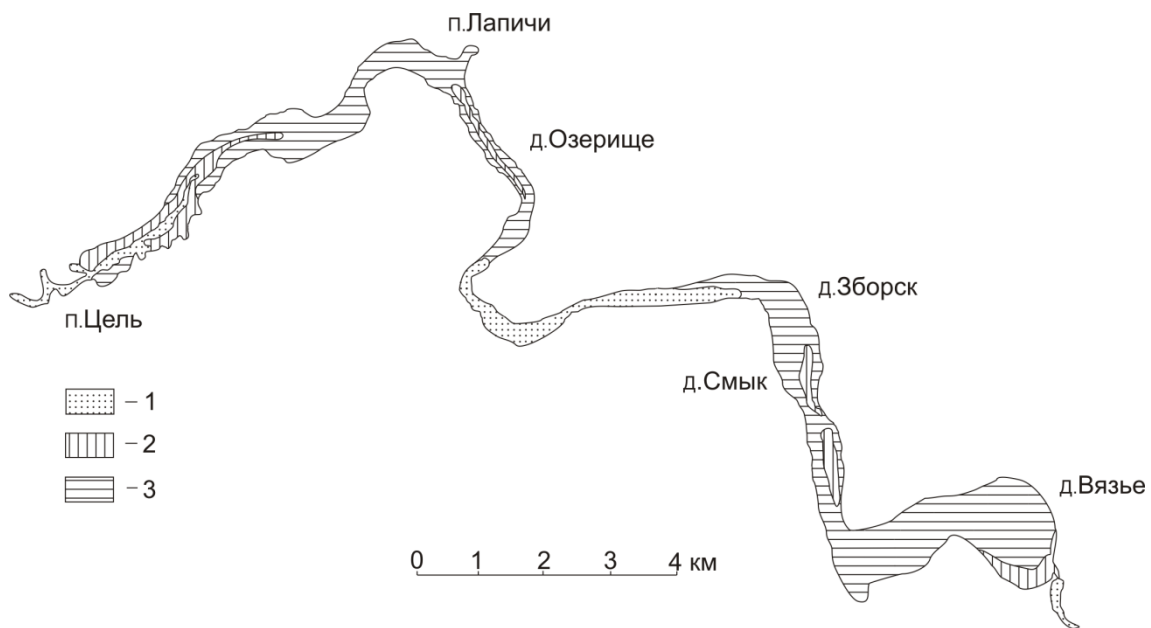 п.Лапичи
д.Озерище
д.Зборск
п.Цель
д.Смык
– 1
– 2
– 3
д.Вязье
0 1 2 3 4 км